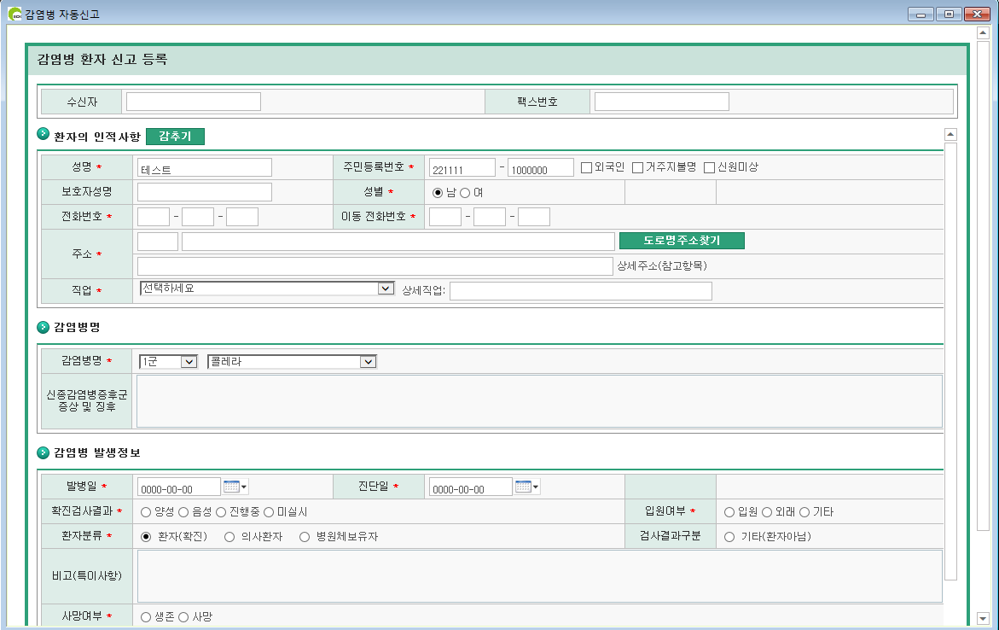 감염병 자동신고
감염병 환자 신고 등록
수신자 팩스번호
환자의 인적사항 감추기
성명 * 테스트 주민등록번호 * 221111 - 1000000 외국인 거주지불명 신원미상
보호자성명 성별 * 남 여
전화번호 * - - 이동 전화번호 * - -
주소 * 도로명주소찾기
상세주소(참고항목)
직업 * 선택하세요 상세직업:
감염병명
감염병명 * 1군 콜레라
신종감염병증후군
증상 및 징후
감염병 발생정보
발병일 * 0000-00-00 진단일 * 0000-00-00
확진검사결과 * 양성 음성 진행중 미실시 입원여부 * 입원 외래 기타
환자분류 * 환자(확진) 의사환자 병원체보유자 검사결과구분 기타(환자아님)
비고(특이사항)
사망여부 * 생존 사망